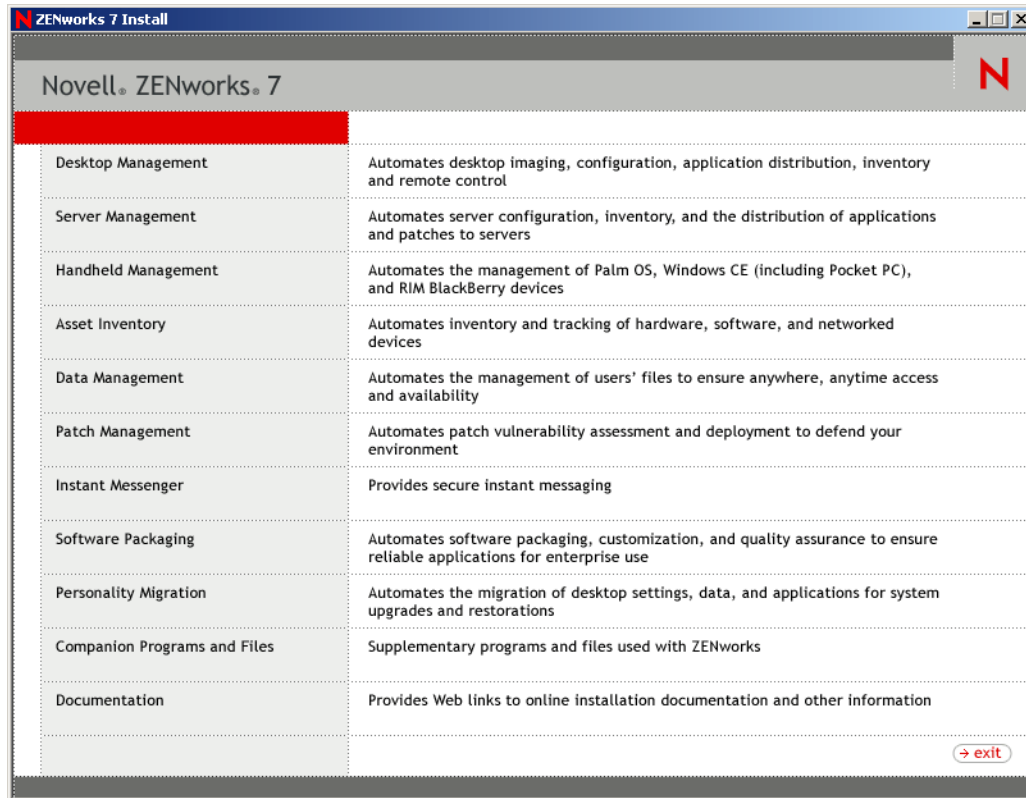 N ZENworks 7 Install
Novell® ZENworks® 7
N
Desktop Management
Automates desktop imaging, configuration, application distribution, inventory
and remote control
Server Management
Automates server configuration, inventory, and the distribution of applications
and patches to servers
Handheld Management
Automates the management of Palm OS, Windows CE (including Pocket PC),
and RIM BlackBerry devices
Asset Inventory
Automates inventory and tracking of hardware, software, and networked
devices
Data Management
Automates the management of users’ files to ensure anywhere, anytime access
and availability
Patch Management
Automates patch vulnerability assessment and deployment to defend your
environment
Instant Messenger
Provides secure instant messaging
Software Packaging
Automates software packaging, customization, and quality assurance to ensure
reliable applications for enterprise use
Personality Migration
Automates the migration of desktop settings, data, and applications for system
upgrades and restorations
Companion Programs and Files
Supplementary programs and files used with ZENworks
Documentation
Provides Web links to online installation documentation and other information
→ exit